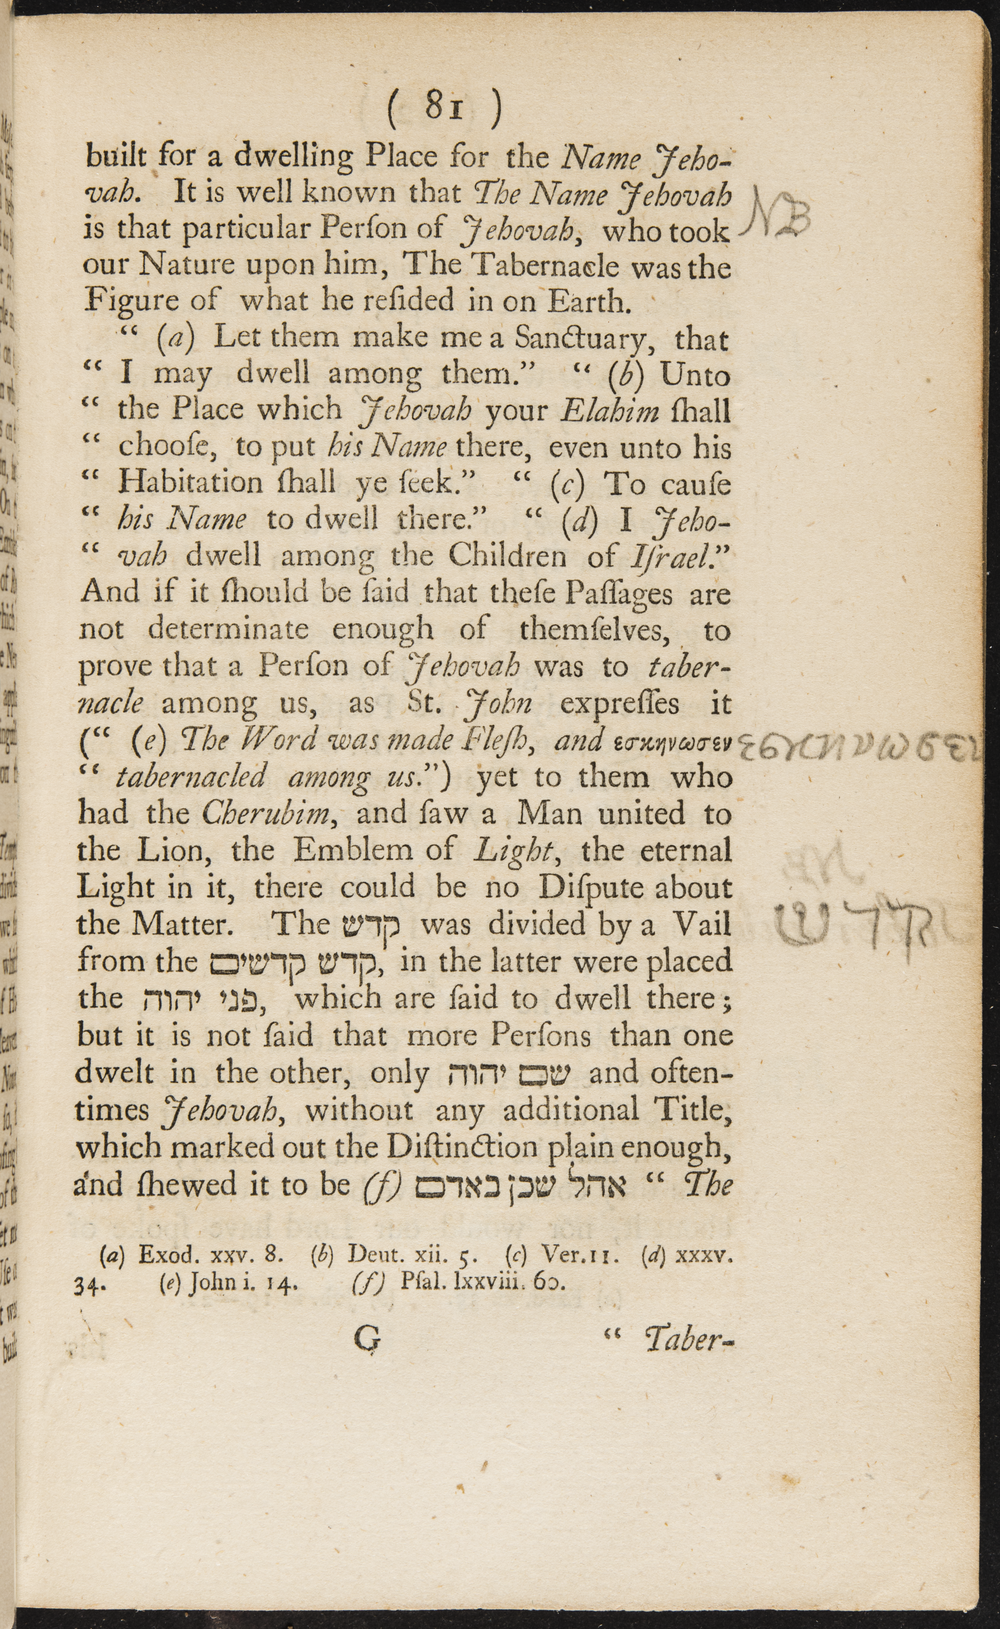 ( 81 )
built for a dwelling Place for the Name Jeho-
vah. It is well known that The Name Jehovah
NB
is that particular Perſon of Jehovah, who took
our Nature upon him, The Tabernacle was the
Figure of what he reſided in on Earth.
“ (a) Let them make me a Sanctuary, that
“ I may dwell among them.” “ (b) Unto
“ the Place which Jehovah your Elahim ſhall
“ chooſe, to put his Name there, even unto his
“ Habitation ſhall ye ſeek.” “ (c) To cauſe
“ his Name to dwell there.” “ (d) I Jeho-
“ vah dwell among the Children of Iſrael.”
And if it ſhould be ſaid that theſe Paſſages are
not determinate enough of themſelves, to
prove that a Perſon of Jehovah was to taber-
nacle among us, as St. John expreſſes it
(“ (e) The Word was made Fleſh, and εσκηνωσεν
εσκηνωσεν
“ tabernacled among us.”) yet to them who
had the Cherubim, and ſaw a Man united to
the Lion, the Emblem of Light, the eternal
Light in it, there could be no Diſpute about
the Matter. The קדש was divided by a Vail
קדש
from the קדש קדשים, in the latter were placed
the פני יהוה, which are ſaid to dwell there;
but it is not ſaid that more Perſons than one
dwelt in the other, only שם יהוה and often-
times Jehovah, without any additional Title,
which marked out the Diſtinction plain enough,
and ſhewed it to be (f) אהל שכן באדם “ The
(a) Exod. xxv. 8. (b) Deut. xii. 5. (c) Ver. 11. (d) xxxv.
34. (e) John i. 14. (f) Pſal. lxxviii. 60.
G “ Taber-